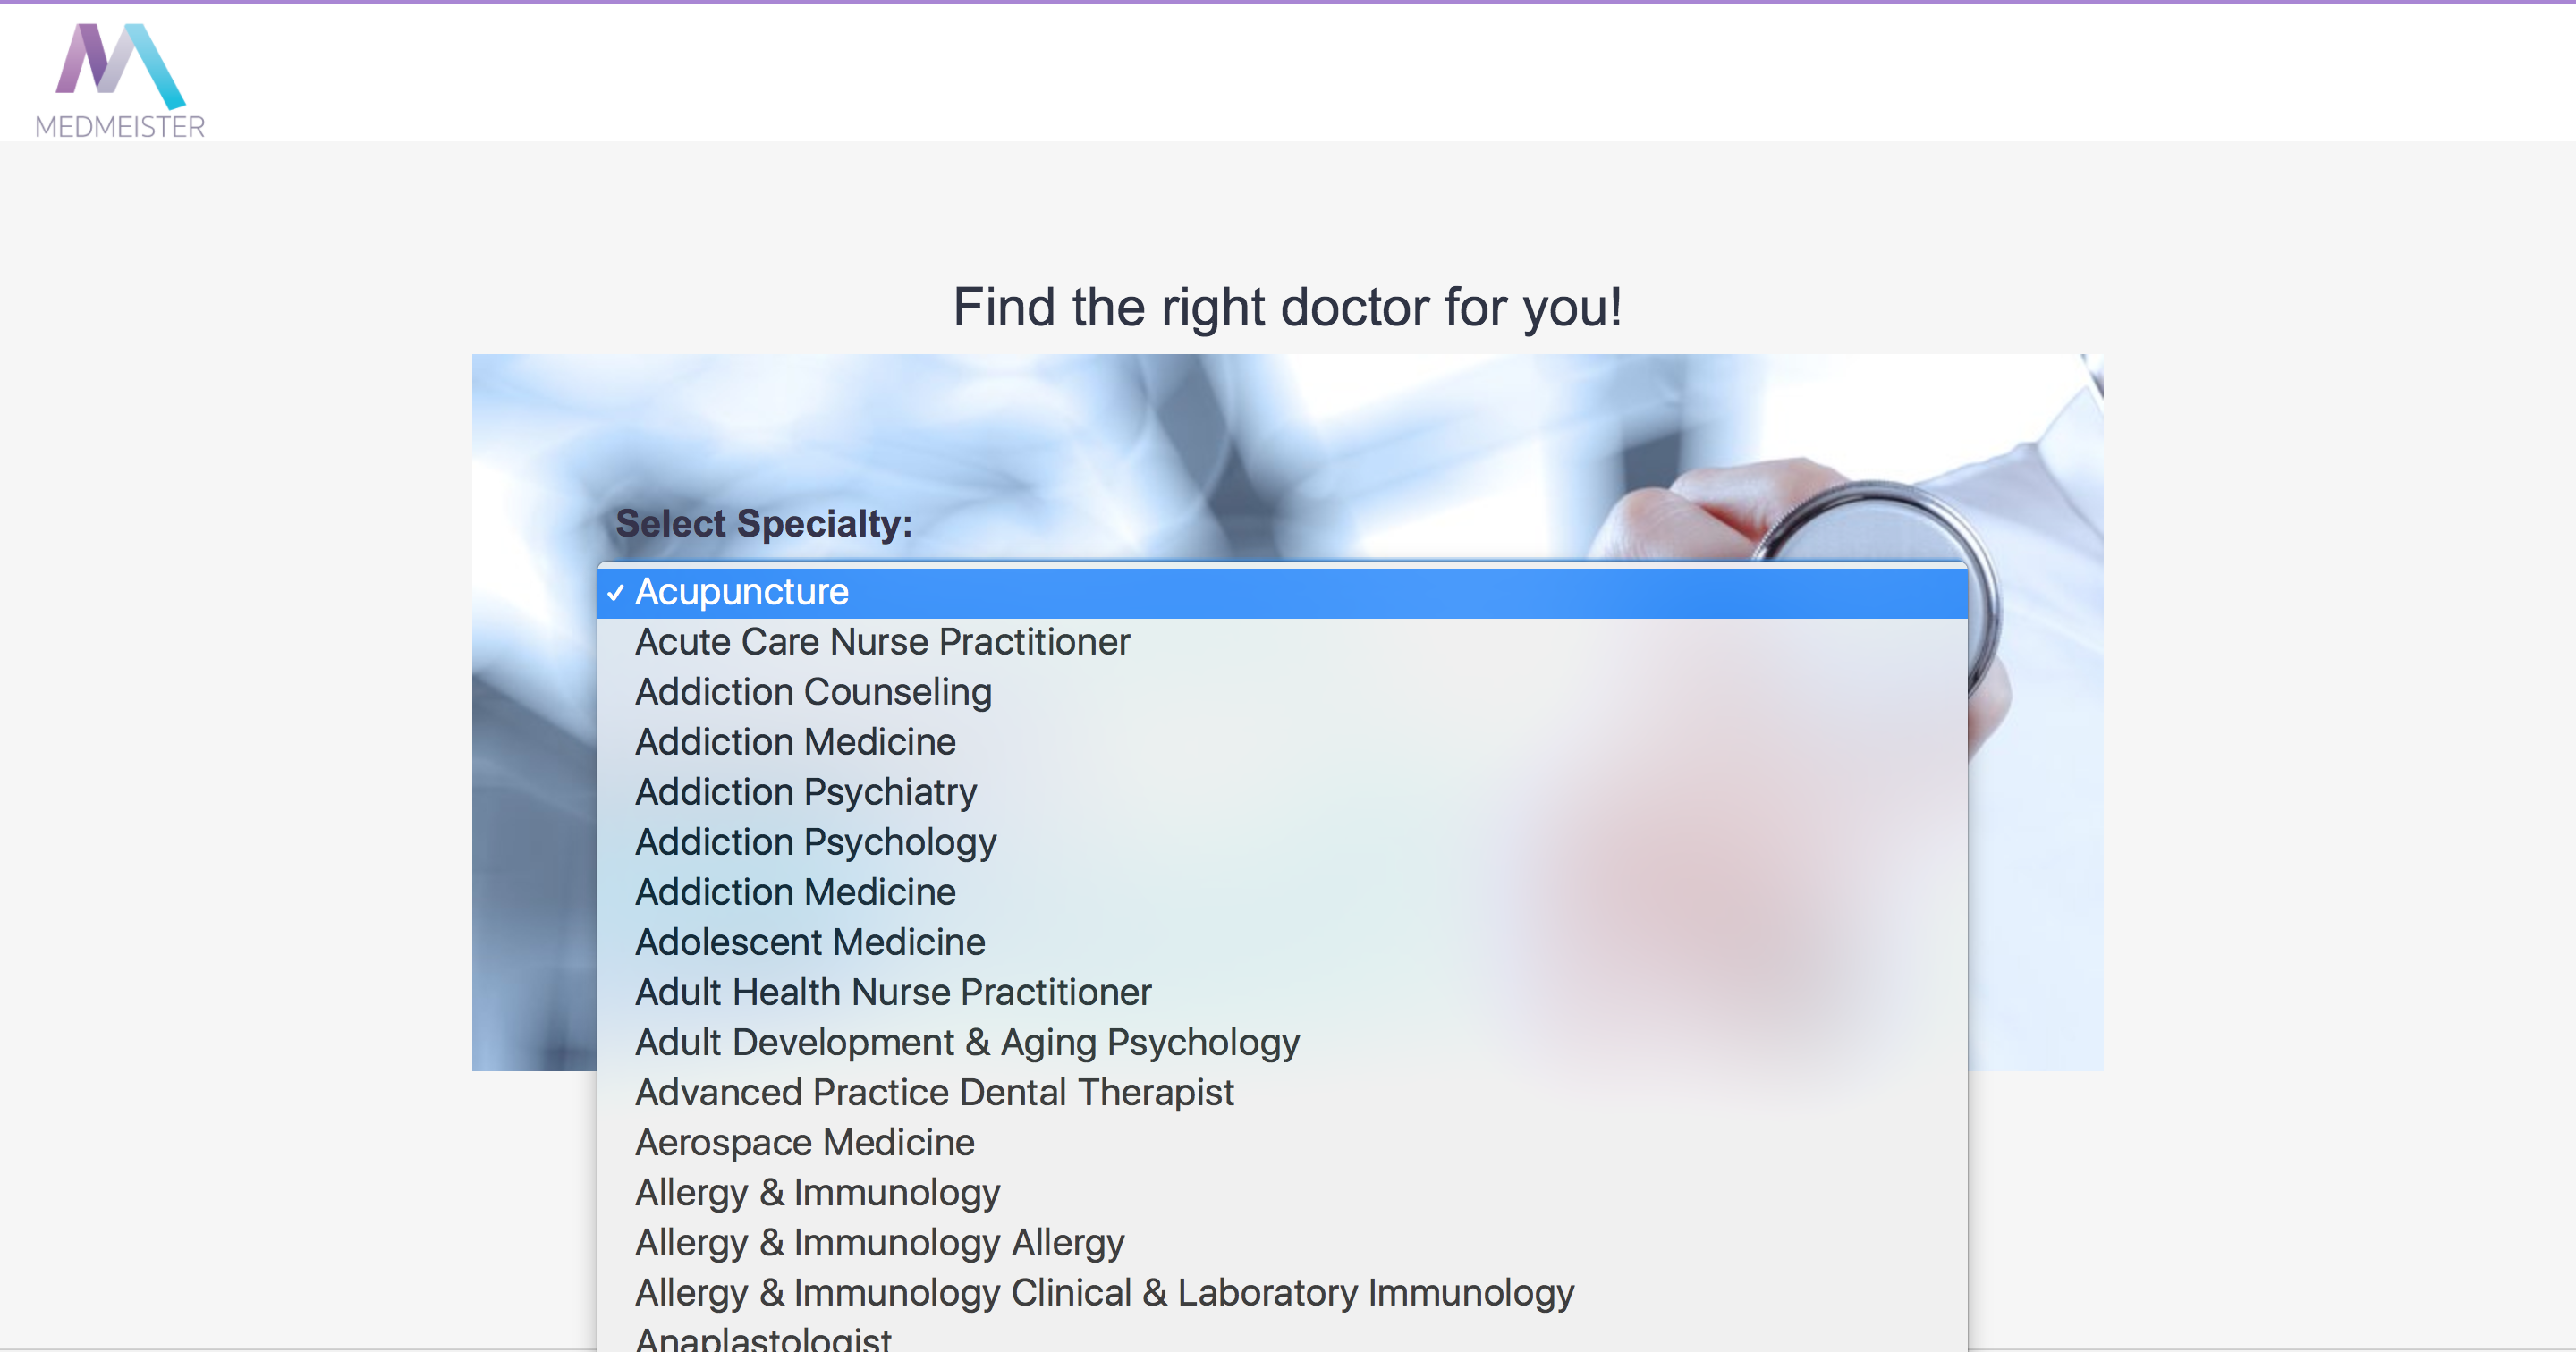 MEDMEISTER
Find the right doctor for you!
Select Specialty:
✓ Acupuncture
Acute Care Nurse Practitioner
Addiction Counseling
Addiction Medicine
Addiction Psychiatry
Addiction Psychology
Addiction Medicine
Adolescent Medicine
Adult Health Nurse Practitioner
Adult Development & Aging Psychology
Advanced Practice Dental Therapist
Aerospace Medicine
Allergy & Immunology
Allergy & Immunology Allergy
Allergy & Immunology Clinical & Laboratory Immunology
Anaplastologist